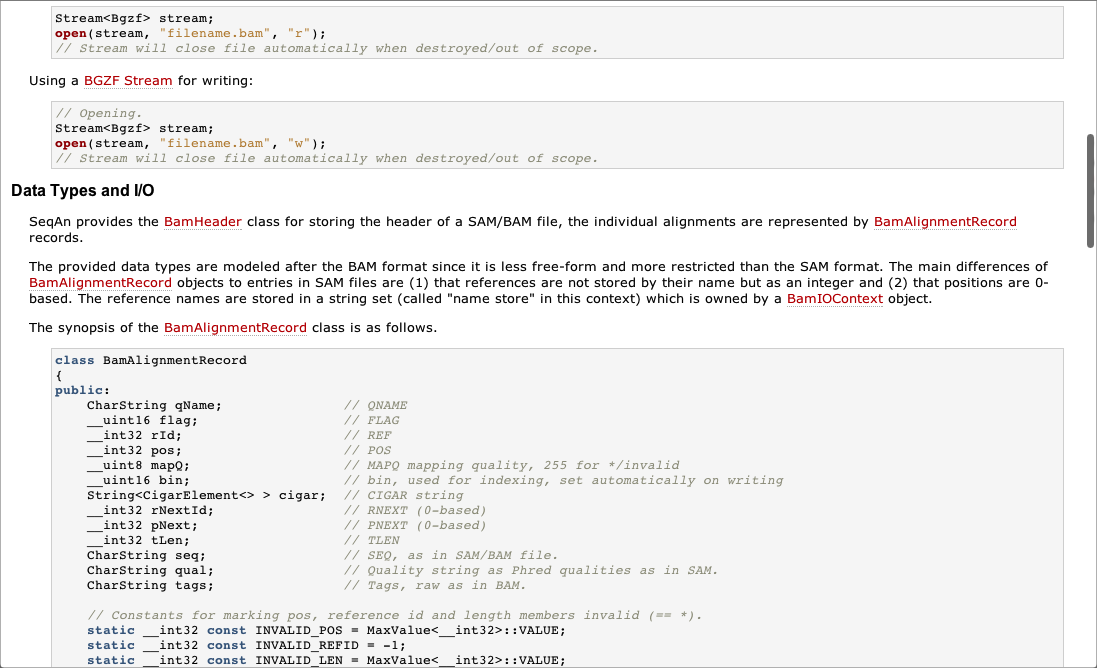 Stream<Bgzf> stream;
open(stream, "filename.bam", "r");
// Stream will close file automatically when destroyed/out of scope.
Using a BGZF Stream for writing:
// Opening.
Stream<Bgzf> stream;
open(stream, "filename.bam", "w");
// Stream will close file automatically when destroyed/out of scope.
Data Types and I/O
SeqAn provides the BamHeader class for storing the header of a SAM/BAM file, the individual alignments are represented by BamAlignmentRecord
records.
The provided data types are modeled after the BAM format since it is less free-form and more restricted than the SAM format. The main differences of
BamAlignmentRecord objects to entries in SAM files are (1) that references are not stored by their name but as an integer and (2) that positions are 0-
based. The reference names are stored in a string set (called "name store" in this context) which is owned by a BamIOContext object.
The synopsis of the BamAlignmentRecord class is as follows.
class BamAlignmentRecord
{
public:
    CharString qName;               // QNAME
    __uint16 flag;                  // FLAG
    __int32 rId;                    // REF
    __int32 pos;                    // POS
    __uint8 mapQ;                   // MAPQ mapping quality, 255 for */invalid
    __uint16 bin;                   // bin, used for indexing, set automatically on writing
    String<CigarElement<> > cigar;  // CIGAR string
    __int32 rNextId;                // RNEXT (0-based)
    __int32 pNext;                  // PNEXT (0-based)
    __int32 tLen;                   // TLEN
    CharString seq;                 // SEQ, as in SAM/BAM file.
    CharString qual;                // Quality string as Phred qualities as in SAM.
    CharString tags;                // Tags, raw as in BAM.
    // Constants for marking pos, reference id and length members invalid (== *).
    static __int32 const INVALID_POS = MaxValue<__int32>::VALUE;
    static __int32 const INVALID_REFID = -1;
    static __int32 const INVALID_LEN = MaxValue<__int32>::VALUE;